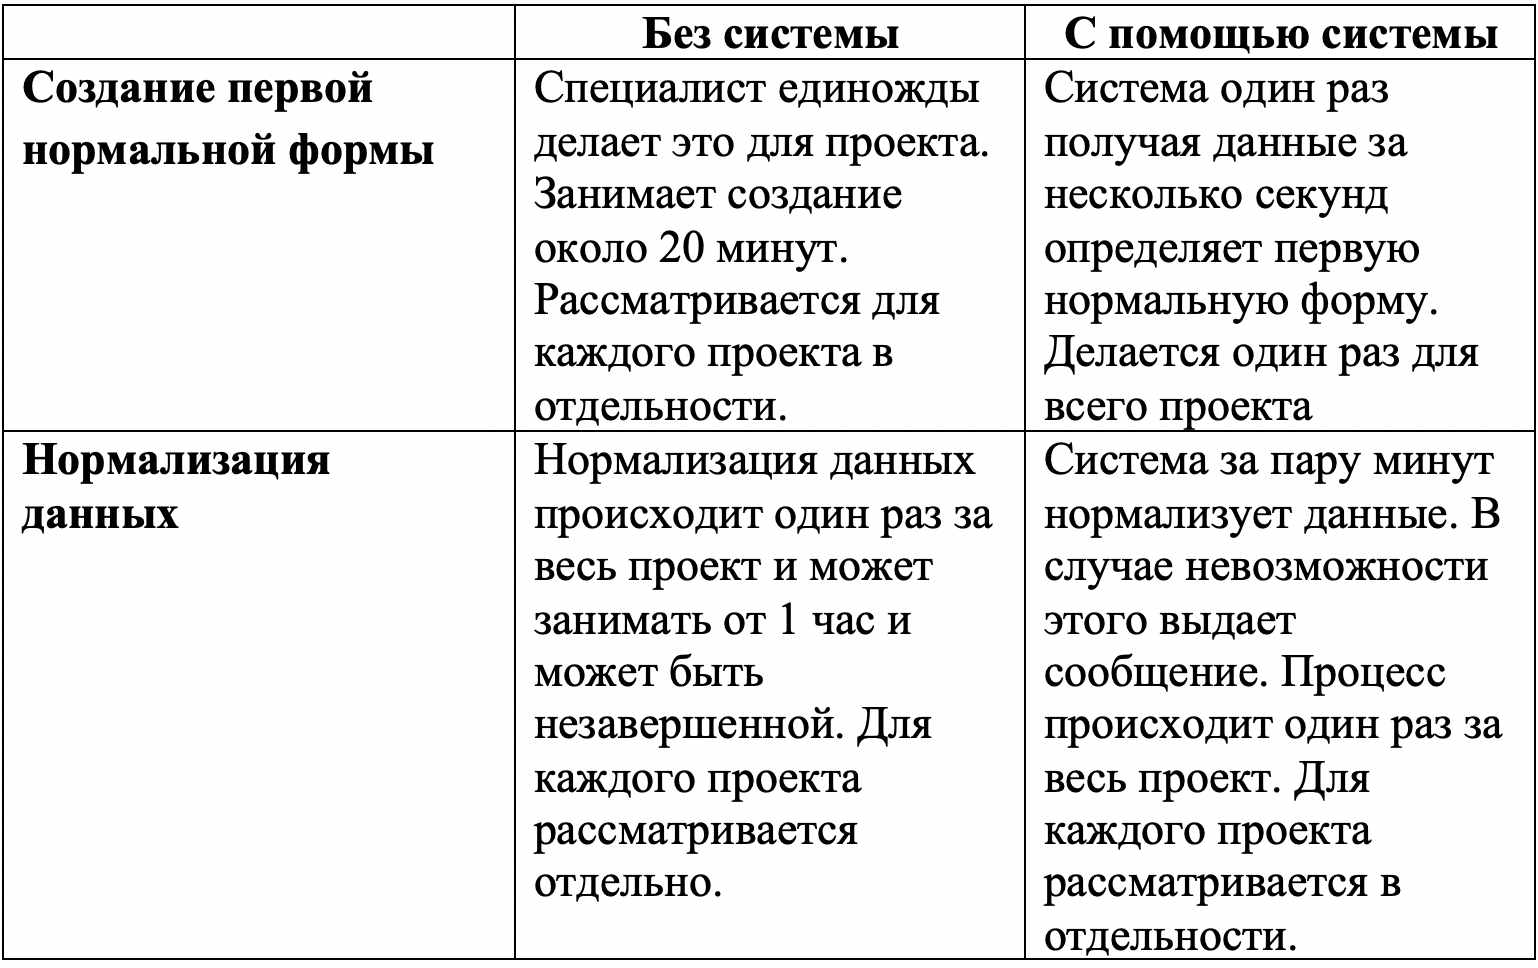 Без системы
С помощью системы
Создание первой
нормальной формы
Специалист единожды
делает это для проекта.
Занимает создание
около 20 минут.
Рассматривается для
каждого проекта в
отдельности.
Система один раз
получая данные за
несколько секунд
определяет первую
нормальную форму.
Делается один раз для
всего проекта
Нормализация
данных
Нормализация данных
происходит один раз за
весь проект и может
занимать от 1 час и
может быть
незавершенной. Для
каждого проекта
рассматривается
отдельно.
Система за пару минут
нормализует данные. В
случае невозможности
этого выдает
сообщение. Процесс
происходит один раз за
весь проект. Для
каждого проекта
рассматривается в
отдельности.